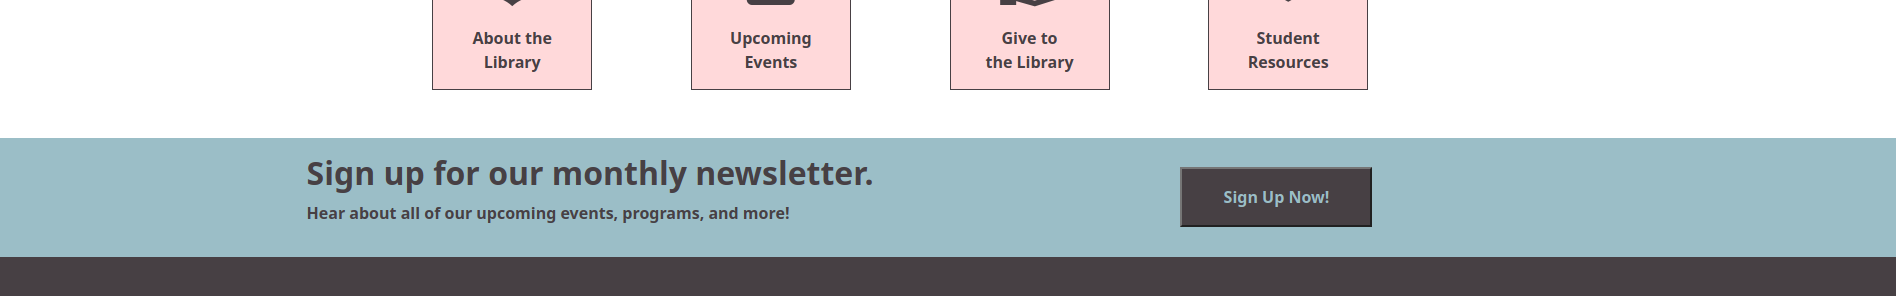 About the
Library
Upcoming
Events
Give to
the Library
Student
Resources
Sign up for our monthly newsletter.
Hear about all of our upcoming events, programs, and more!
Sign Up Now!